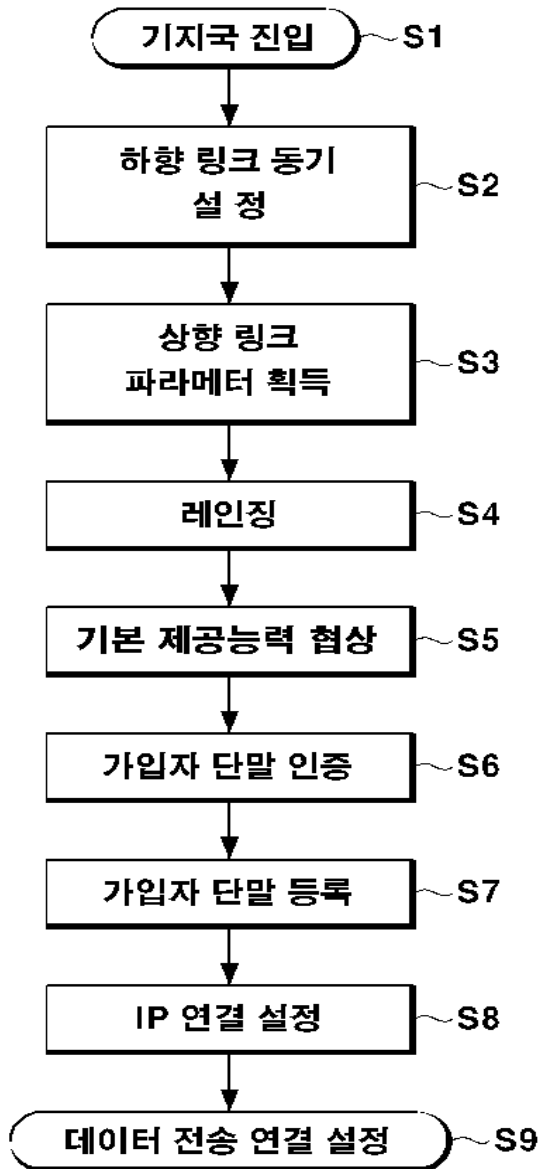 기지국 진입 S1
하향 링크 동기
설 정 S2
상향 링크
파라메터 획득 S3
레인징 S4
기본 제공능력 협상 S5
가입자 단말 인증 S6
가입자 단말 등록 S7
IP 연결 설정 S8
데이터 전송 연결 설정 S9